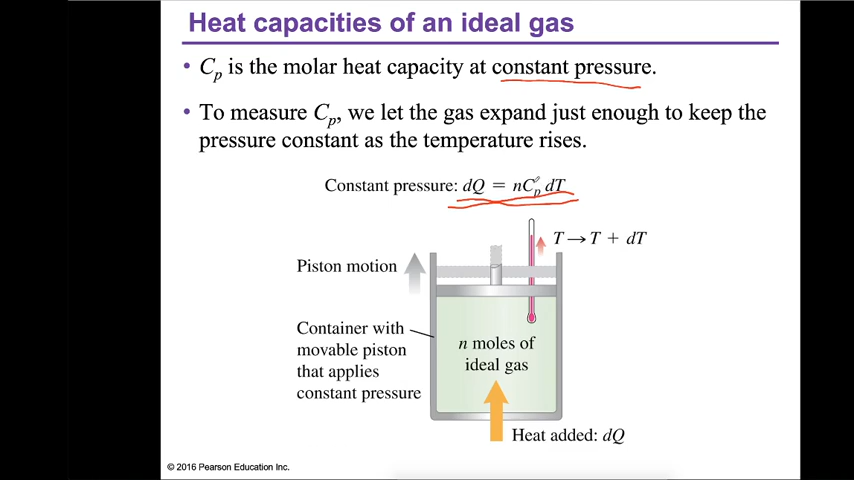 Heat capacities of an ideal gas
• Cp is the molar heat capacity at constant pressure.
• To measure Cp, we let the gas expand just enough to keep the
pressure constant as the temperature rises.
Constant pressure: dQ = nCp dT
T → T + dT
Piston motion
Container with
movable piston
that applies
constant pressure
n moles of
ideal gas
Heat added: dQ
© 2016 Pearson Education Inc.